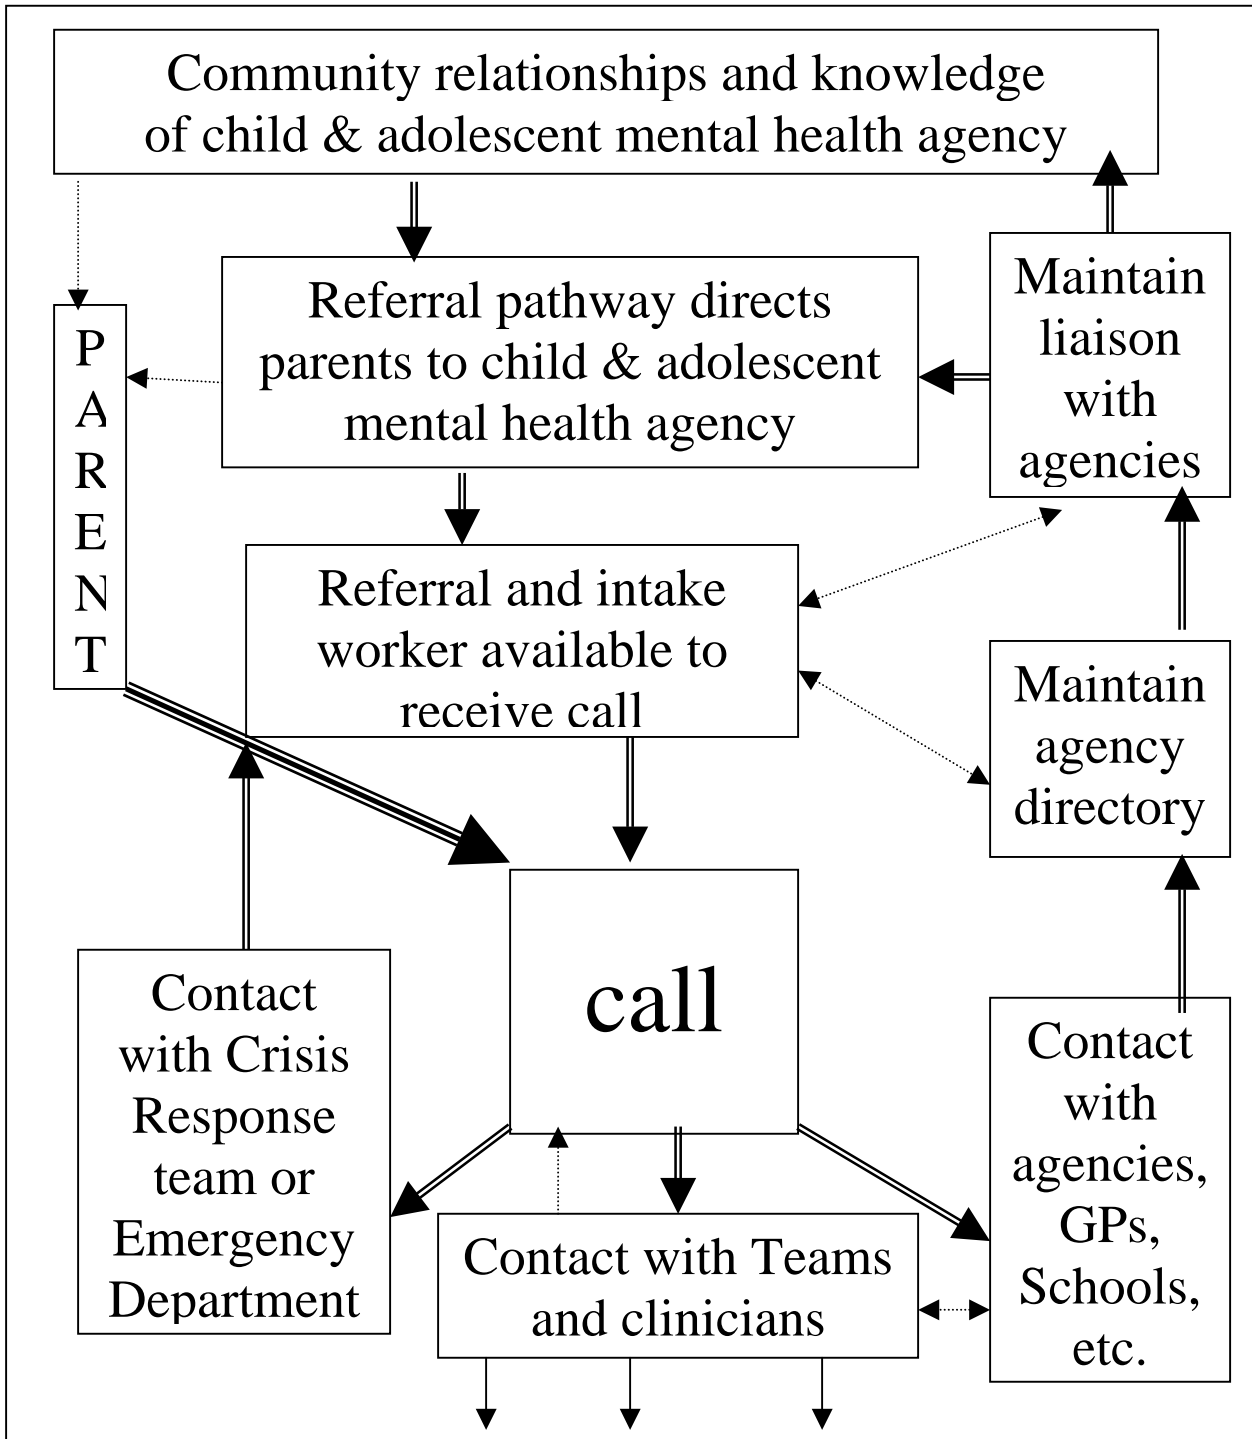 Community relationships and knowledge
of child & adolescent mental health agency
Referral pathway directs
parents to child & adolescent
mental health agency
Maintain
liaison
with
agencies
P
A
R
E
N
T
Referral and intake
worker available to
receive call
Maintain
agency
directory
call
Contact
with Crisis
Response
team or
Emergency
Department
Contact with Teams
and clinicians
Contact
with
agencies,
GPs,
Schools,
etc.